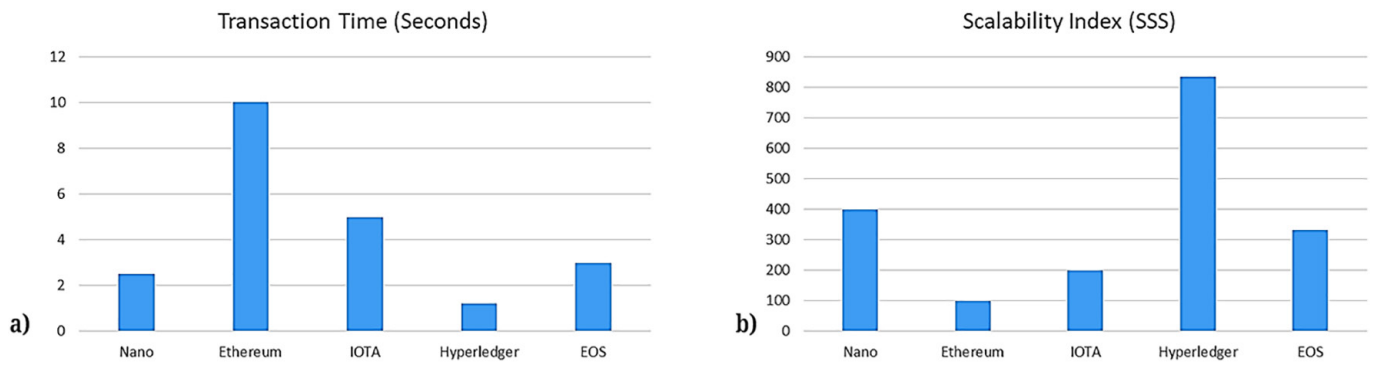 Transaction Time (Seconds)
12
10
8
6
4
2
0
Nano Ethereum IOTA Hyperledger EOS
a)
Scalability Index (SSS)
900
800
700
600
500
400
300
200
100
0
Nano Ethereum IOTA Hyperledger EOS
b)